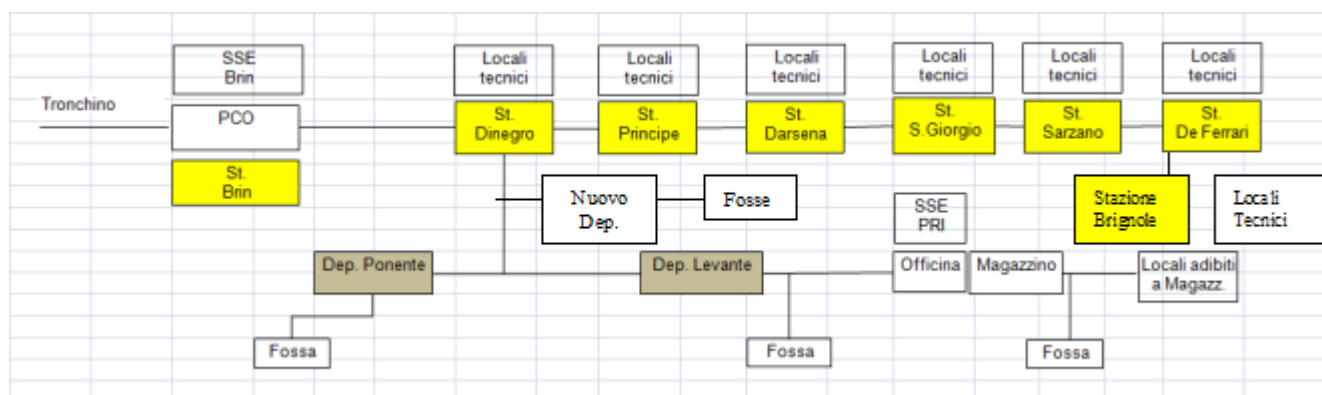 SSE
Brin
Locali
tecnici
Locali
tecnici
Locali
tecnici
Locali
tecnici
Locali
tecnici
Locali
tecnici
Tronchino
PCO
St.
Dinegro
St.
Principe
St.
Darsena
St.
S.Giorgio
St.
Sarzano
St.
De Ferrari
St.
Brin
Nuovo
Dep.
Fosse
SSE
PRI
Stazione
Brignole
Locali
Tecnici
Dep. Ponente
Dep. Levante
Officina
Magazzino
Locali adibiti
a Magazz.
Fossa
Fossa
Fossa